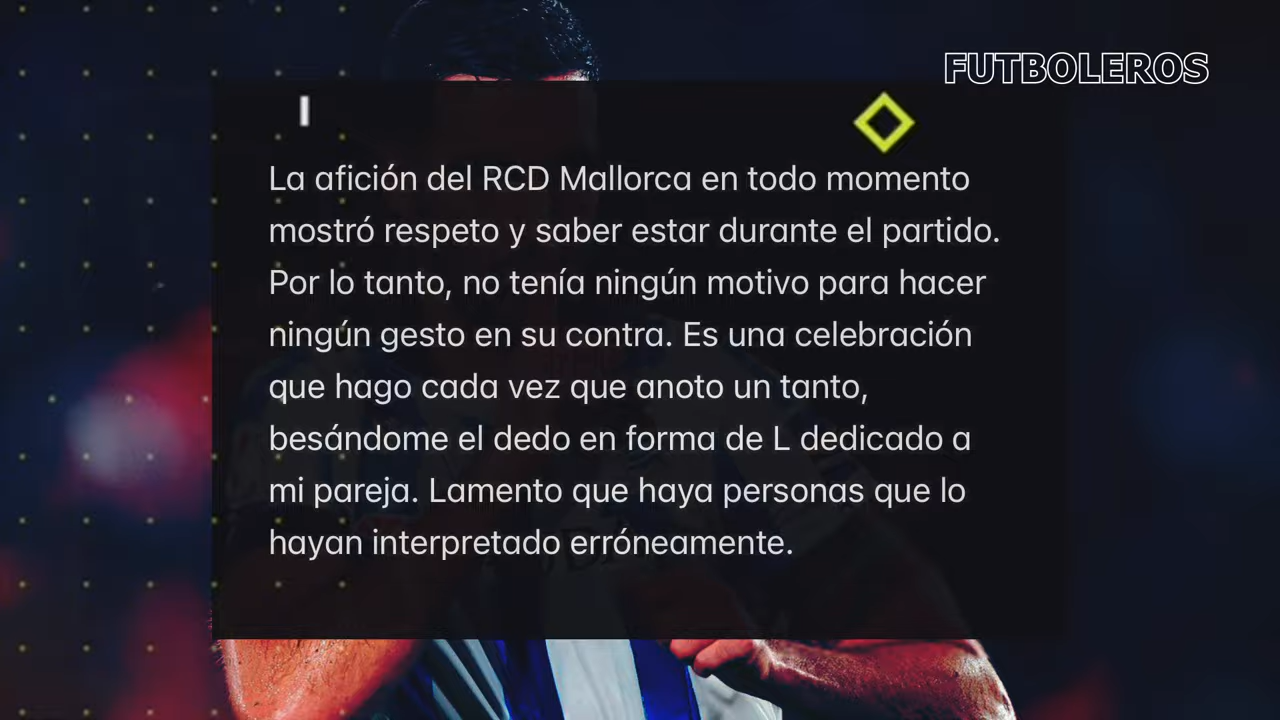 FUTBOLEROS
La afición del RCD Mallorca en todo momento
mostró respeto y saber estar durante el partido.
Por lo tanto, no tenía ningún motivo para hacer
ningún gesto en su contra. Es una celebración
que hago cada vez que anoto un tanto,
besándome el dedo en forma de L dedicado a
mi pareja. Lamento que haya personas que lo
hayan interpretado erróneamente.